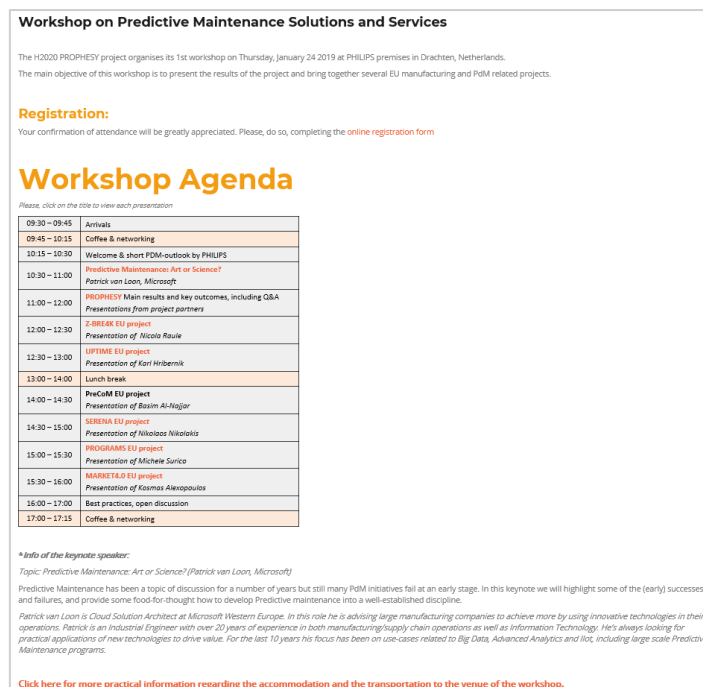 Workshop on Predictive Maintenance Solutions and Services
The H2020 PROPHESY project organises its 1st workshop on Thursday, January 24 2019 at PHILIPS premises in Drachten, Netherlands.
The main objective of this workshop is to present the results of the project and bring together several EU manufacturing and PdM related projects.
Registration:
Your confirmation of attendance will be greatly appreciated. Please, do so, completing the online registration form
Workshop Agenda
Please, click on the title to view each presentation
09:30 – 09:45 Arrivals
09:45 – 10:15 Coffee & networking
10:15 – 10:30 Welcome & short PDM-outlook by PHILIPS
10:30 – 11:00 Predictive Maintenance: Art or Science?
Patrick van Loon, Microsoft
11:00 – 12:00 PROPHESY Main results and key outcomes, including Q&A
Presentations from project partners
12:00 – 12:30 Z-BRE4K EU project
Presentation of Nicola Raule
12:30 – 13:00 UPTIME EU project
Presentation of Karl Hribernik
13:00 – 14:00 Lunch break
14:00 – 14:30 PreCoM EU project
Presentation of Basim Al-Najjar
14:30 – 15:00 SERENA EU project
Presentation of Nikolaos Nikolakis
15:00 – 15:30 PROGRAMS EU project
Presentation of Michele Surico
15:30 – 16:00 MARKET4.0 EU project
Presentation of Kosmas Alexopoulos
16:00 – 17:00 Best practices, open discussion
17:00 – 17:15 Coffee & networking
*Info of the keynote speaker:
Topic: Predictive Maintenance: Art or Science? (Patrick van Loon, Microsoft)
Predictive Maintenance has been a topic of discussion for a number of years but still many PdM initiatives fail at an early stage. In this keynote we will highlight some of the (early) successes
and failures, and provide some food-for-thought how to develop Predictive maintenance into a well-established discipline.
Patrick van Loon is Cloud Solution Architect at Microsoft Western Europe. In this role he is advising large manufacturing companies to achieve more by using innovative technologies in their
operations. Patrick is an Industrial Engineer with over 20 years of experience in both manufacturing/supply chain operations as well as Information Technology. He's always looking for
practical applications of new technologies to drive value. For the last 10 years his focus has been on use-cases related to Big Data, Advanced Analytics and IIot, including large scale Predictiv
Maintenance programs.
Click here for more practical information regarding the accommodation and the transportation to the venue of the workshop.